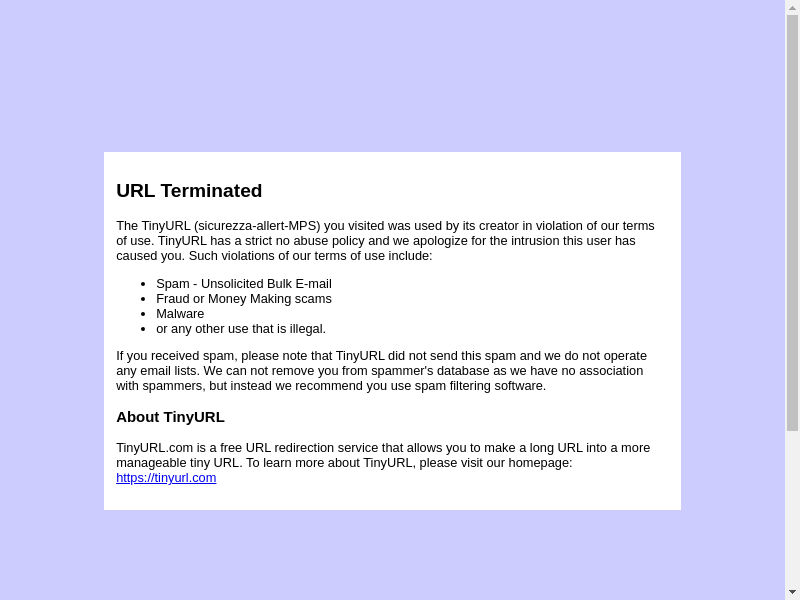 URL Terminated
The TinyURL (sicurezza-allert-MPS) you visited was used by its creator in violation of our terms
of use. TinyURL has a strict no abuse policy and we apologize for the intrusion this user has
caused you. Such violations of our terms of use include:
• Spam - Unsolicited Bulk E-mail
• Fraud or Money Making scams
• Malware
• or any other use that is illegal.
If you received spam, please note that TinyURL did not send this spam and we do not operate
any email lists. We can not remove you from spammer's database as we have no association
with spammers, but instead we recommend you use spam filtering software.
About TinyURL
TinyURL.com is a free URL redirection service that allows you to make a long URL into a more
manageable tiny URL. To learn more about TinyURL, please visit our homepage:
https://tinyurl.com